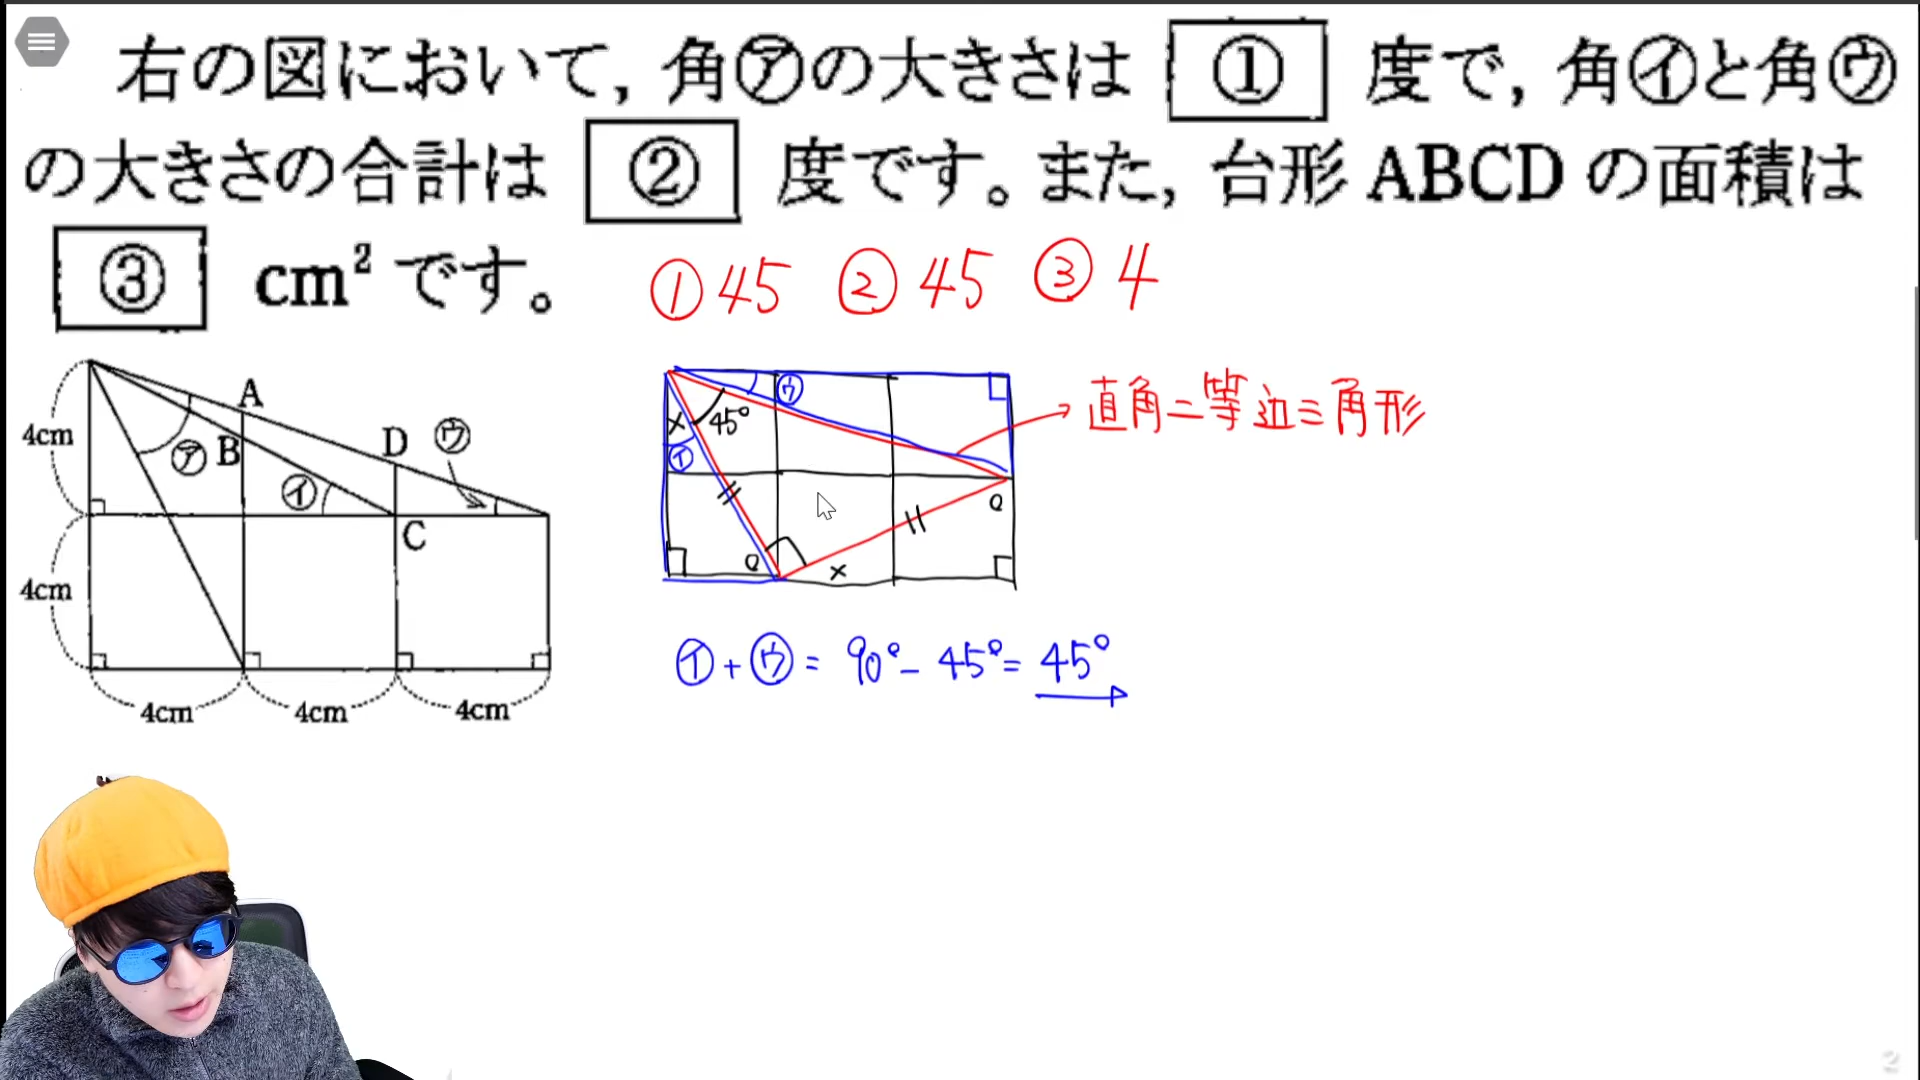 右の図において, 角㋐の大きさは ① 度で, 角㋑と角㋒
の大きさの合計は ② 度です。また, 台形 ABCD の面積は
③ cm² です。
① 45 ② 45 ③ 4
4cm
4cm
4cm
4cm
4cm
A
B
C
D
㋐
㋑
㋒
㋒
× 45°
㋑
○
○
×
直角二等辺三角形
㋑ + ㋒ = 90° - 45° = 45°
2